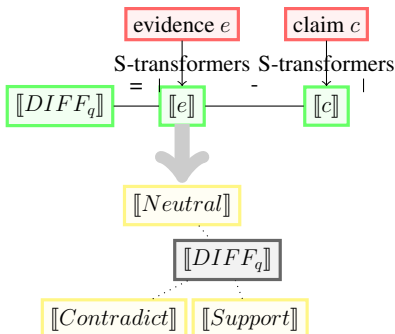 evidence e claim c
S-transformers S-transformers
⟦DIFF_q⟧ = | ⟦e⟧ - ⟦c⟧ |
⟦Neutral⟧
⟦DIFF_q⟧
⟦Contradict⟧ ⟦Support⟧